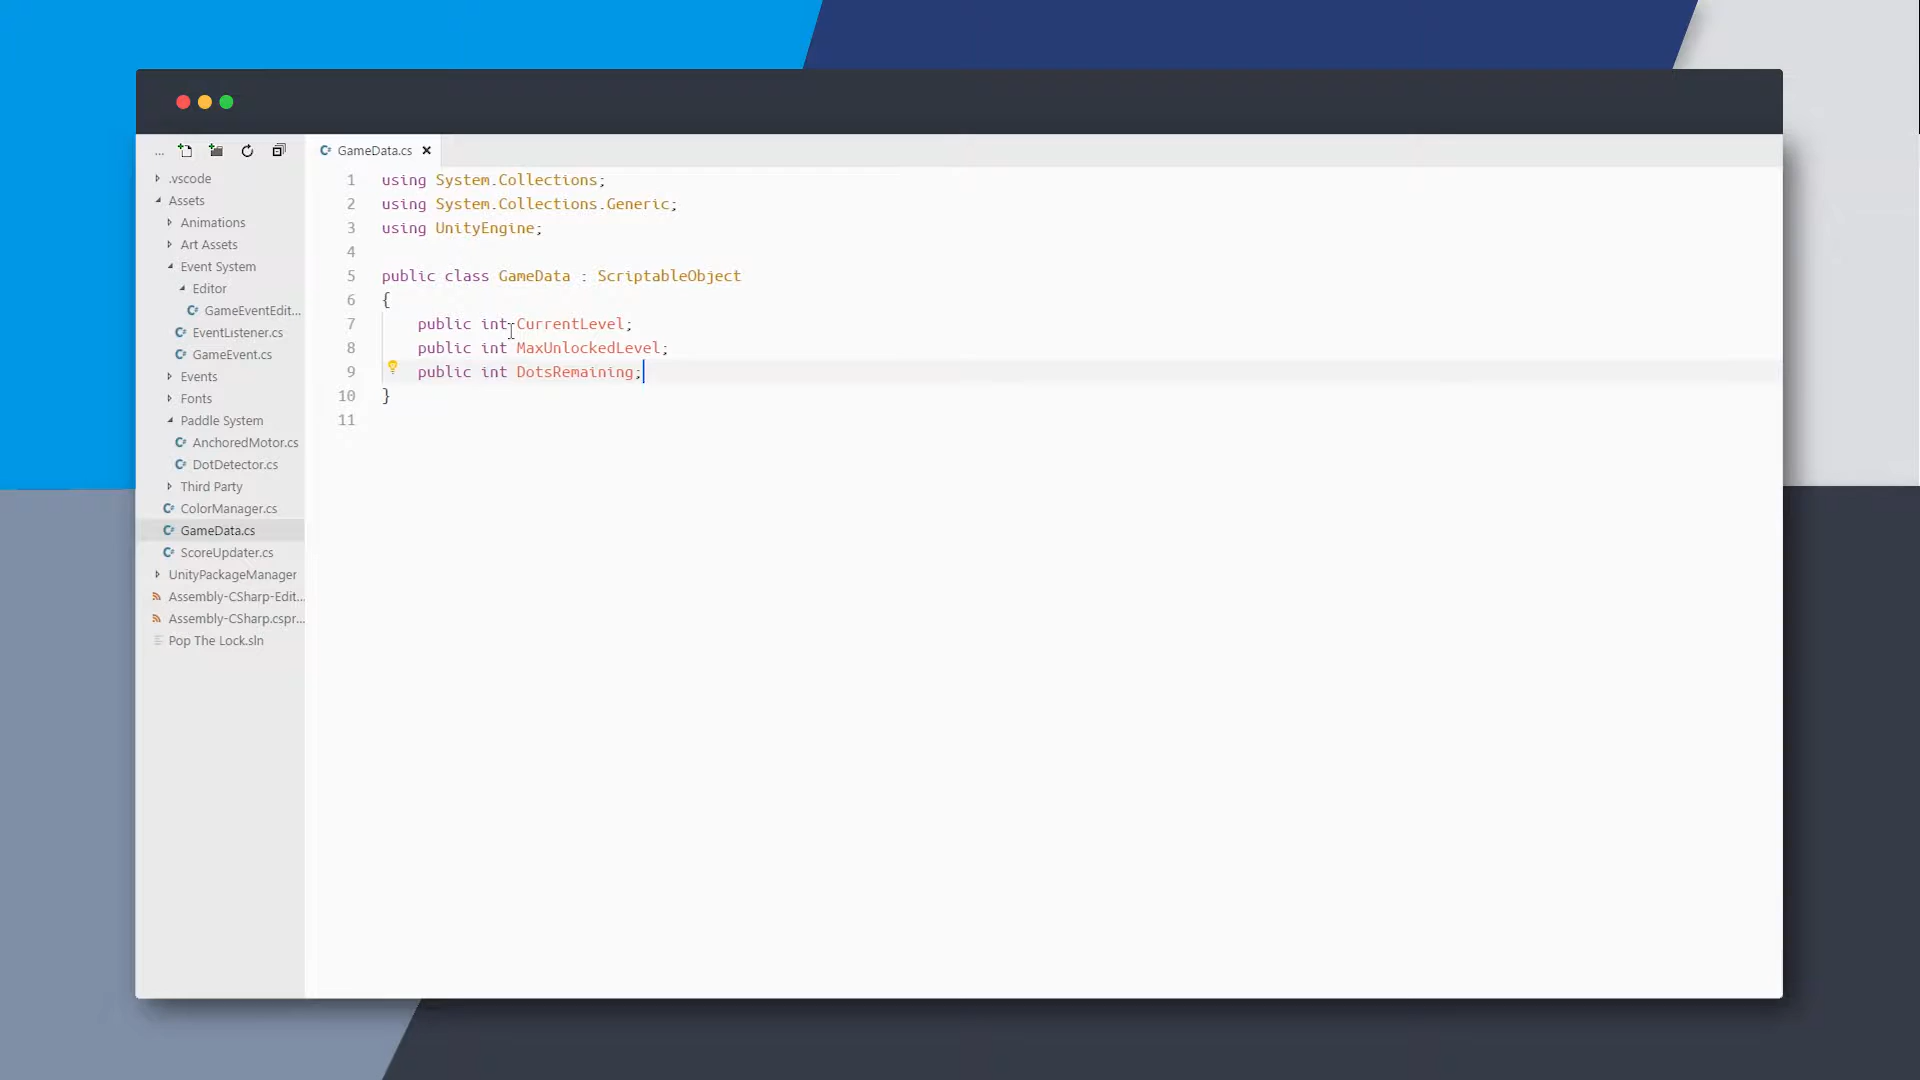 ...
GameData.cs
.vscode
Assets
Animations
Art Assets
Event System
Editor
GameEventEdit...
EventListener.cs
GameEvent.cs
Events
Fonts
Paddle System
AnchoredMotor.cs
DotDetector.cs
Third Party
ColorManager.cs
GameData.cs
ScoreUpdater.cs
UnityPackageManager
Assembly-CSharp-Edit...
Assembly-CSharp.cspr...
Pop The Lock.sln
1 using System.Collections;
2 using System.Collections.Generic;
3 using UnityEngine;
4
5 public class GameData : ScriptableObject
6 {
7 public int CurrentLevel;
8 public int MaxUnlockedLevel;
9 public int DotsRemaining;
10 }
11